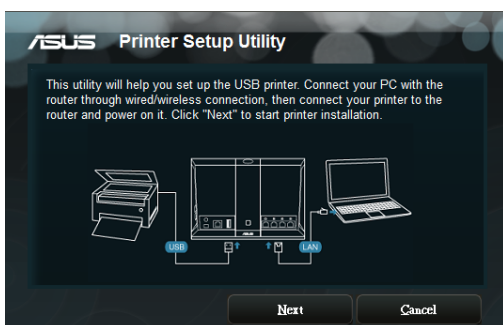 ASUS Printer Setup Utility
This utility will help you set up the USB printer. Connect your PC with the
router through wired/wireless connection, then connect your printer to the
router and power on it. Click "Next" to start printer installation.
USB LAN
Next Cancel